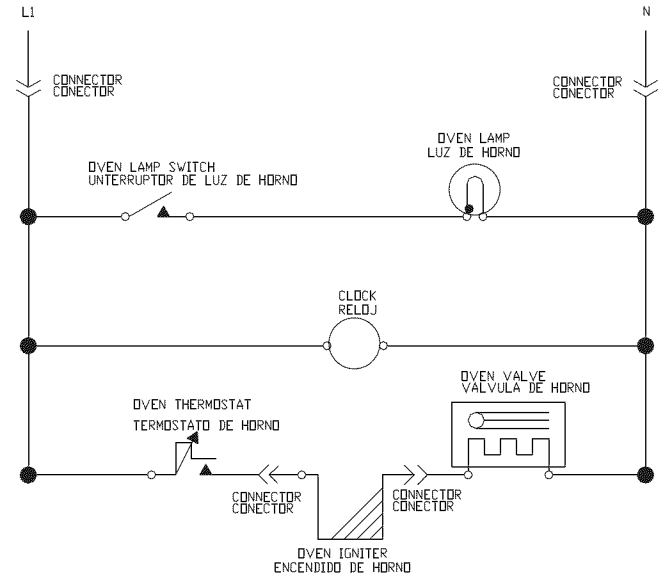 L1
N
CONNECTOR
CONECTOR
CONNECTOR
CONECTOR
OVEN LAMP
LUZ DE HORNO
OVEN LAMP SWITCH
UNTERRUPTOR DE LUZ DE HORNO
CLOCK
RELOJ
OVEN VALVE
VALVULA DE HORNO
OVEN THERMOSTAT
TERMOSTATO DE HORNO
CONNECTOR
CONECTOR
CONNECTOR
CONECTOR
OVEN IGNITER
ENCENDIDO DE HORNO